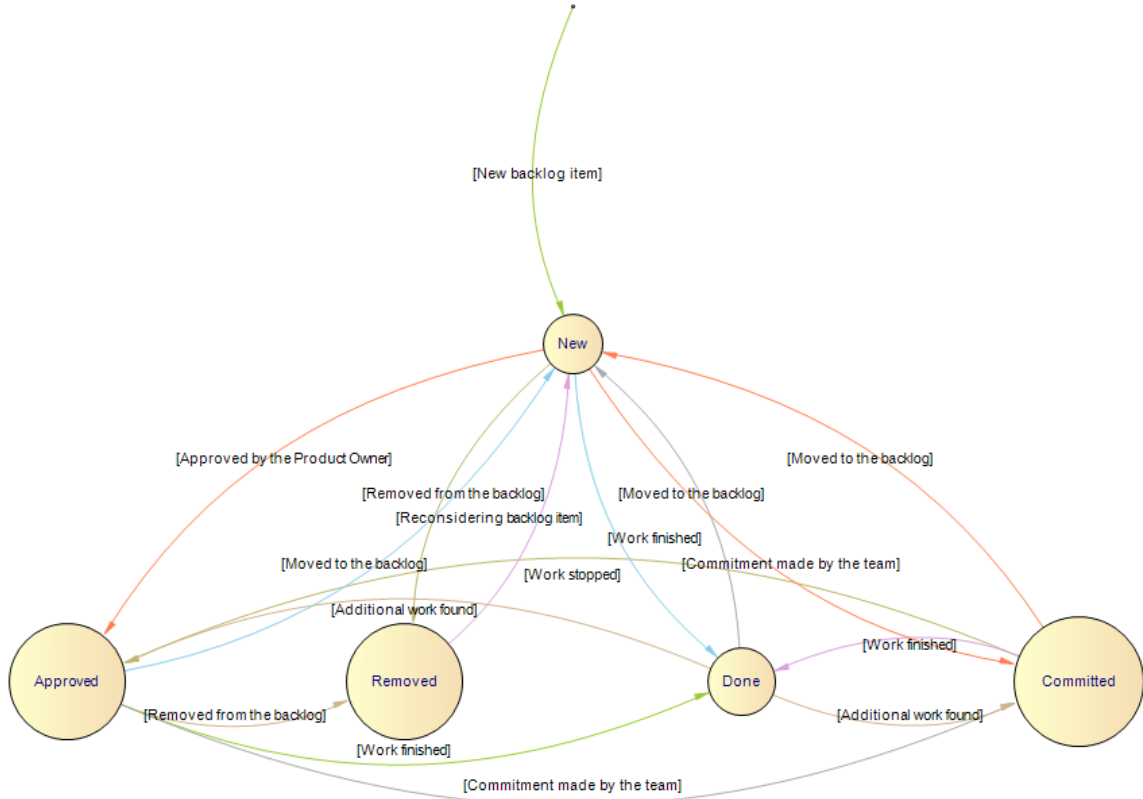 [New backlog item]
New
[Approved by the Product Owner]
[Moved to the backlog]
[Removed from the backlog]
[Moved to the backlog]
[Reconsidering backlog item]
[Work finished]
[Moved to the backlog]
[Work stopped]
[Commitment made by the team]
[Additional work found]
[Work finished]
Approved
Removed
Done
Committed
[Removed from the backlog]
[Additional work found]
[Work finished]
[Commitment made by the team]